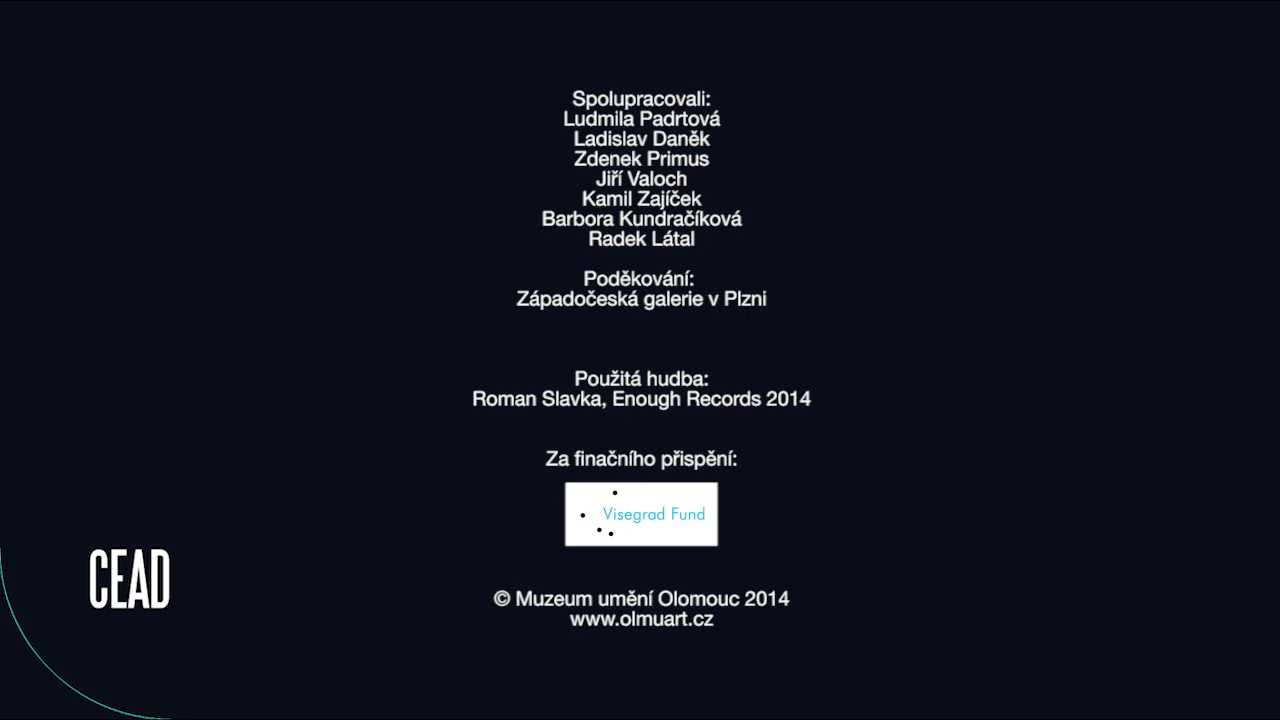 Spolupracovali:
Ludmila Padrtová
Ladislav Daněk
Zdenek Primus
Jiří Valoch
Kamil Zajíček
Barbora Kundračíková
Radek Látal
Poděkování:
Západočeská galerie v Plzni
Použitá hudba:
Roman Slavka, Enough Records 2014
Za finačního přispění:
Visegrad Fund
CEAD
© Muzeum umění Olomouc 2014
www.olmuart.cz